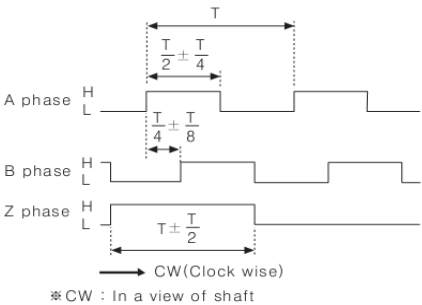 T
T/2 ± T/4
A phase H
L
T/4 ± T/8
B phase H
L
Z phase H
L
T ± T/2
CW(Clock wise)
※CW : In a view of shaft